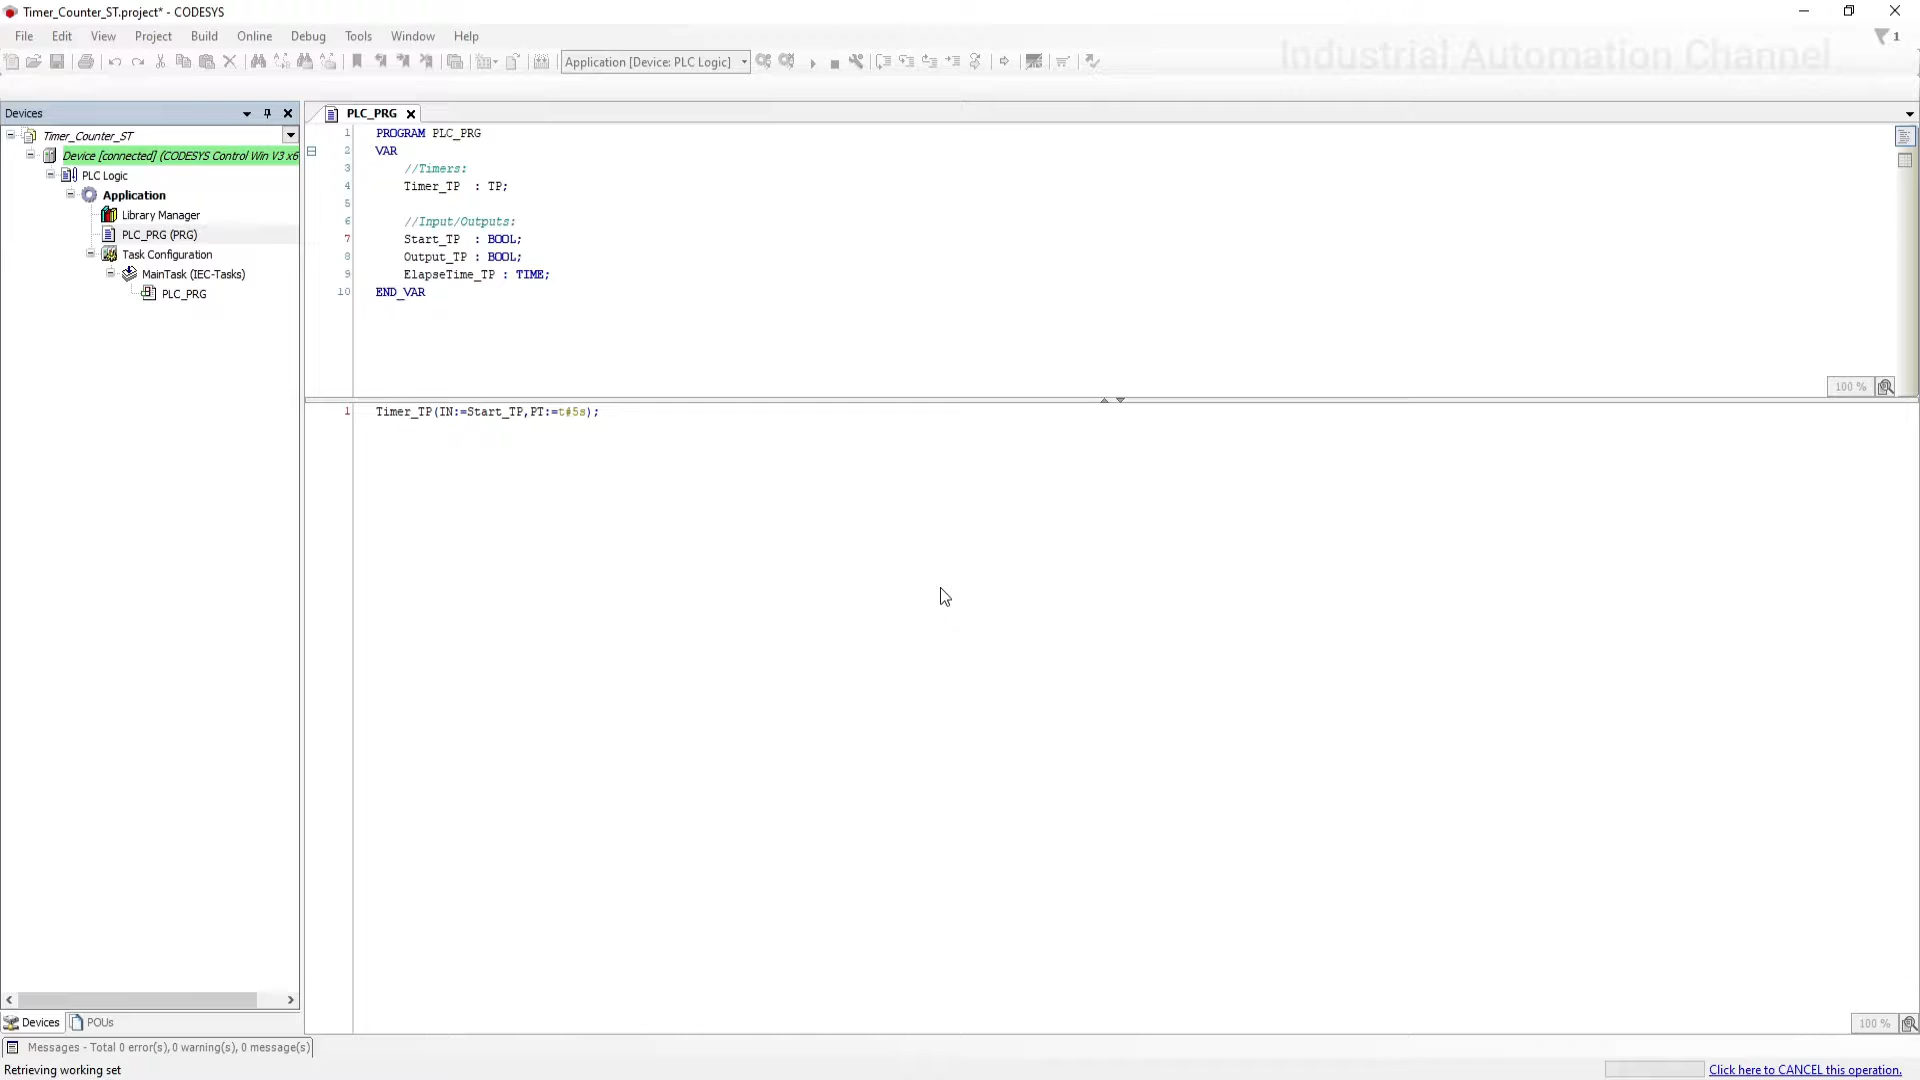 Timer_Counter_ST.project* - CODESYS
File Edit View Project Build Online Debug Tools Window Help
1
Application [Device: PLC Logic]
Industrial Automation Channel
Devices
Timer_Counter_ST
Device [connected] (CODESYS Control Win V3 x6
PLC Logic
Application
Library Manager
PLC_PRG (PRG)
Task Configuration
MainTask (IEC-Tasks)
PLC_PRG
PLC_PRG
1 PROGRAM PLC_PRG
2 VAR
3 //Timers:
4 Timer_TP : TP;
5
6 //Input/Outputs:
7 Start_TP : BOOL;
8 Output_TP : BOOL;
9 ElapseTime_TP : TIME;
10 END_VAR
100 %
1 Timer_TP(IN:=Start_TP,PT:=t#5s);
100 %
Devices POUs
Messages - Total 0 error(s), 0 warning(s), 0 message(s)
Retrieving working set
Click here to CANCEL this operation.